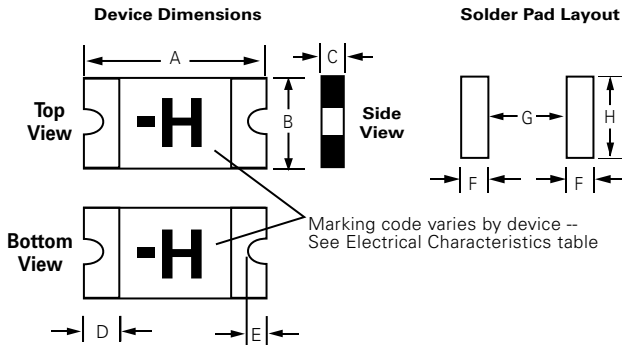 Device Dimensions
Solder Pad Layout
A
C
Top
View
-H
B
Side
View
G
H
F
F
Marking code varies by device --
See Electrical Characteristics table
Bottom
View
-H
D
E